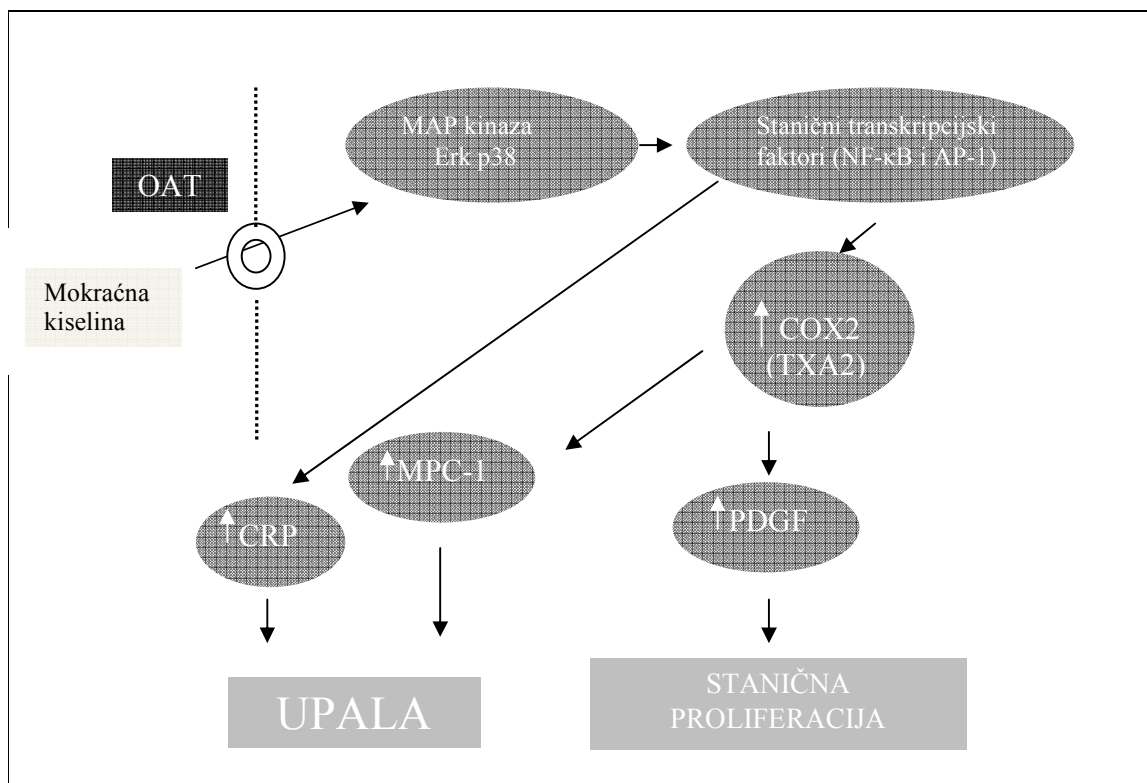 MAP kinaza
Erk p38
Stanični transkripcijski
faktori (NF-κB i AP-1)
OAT
Mokraćna
kiselina
COX2
(TXA2)
MPC-1
PDGF
CRP
UPALA
STANIČNA
PROLIFERACIJA